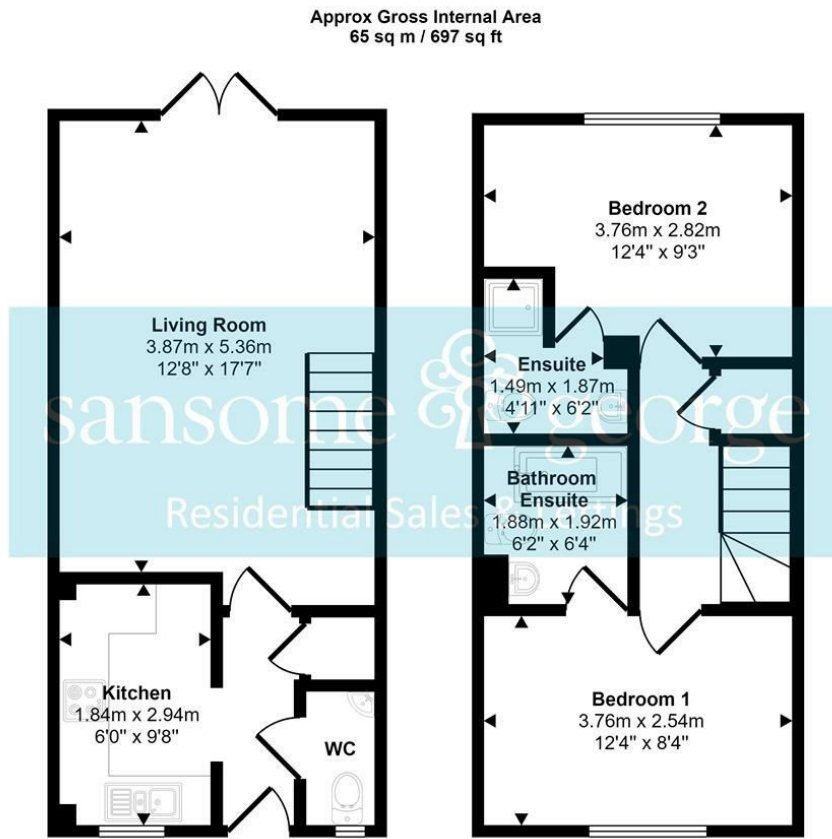 Approx Gross Internal Area
65 sq m / 697 sq ft
Living Room
3.87m x 5.36m
12'8" x 17'7"
Kitchen
1.84m x 2.94m
6'0" x 9'8"
WC
Bedroom 2
3.76m x 2.82m
12'4" x 9'3"
Ensuite
1.49m x 1.87m
4'11" x 6'2"
Bathroom
Ensuite
1.88m x 1.92m
6'2" x 6'4"
Bedroom 1
3.76m x 2.54m
12'4" x 8'4"
sansome george
Residential Sales & Lettings